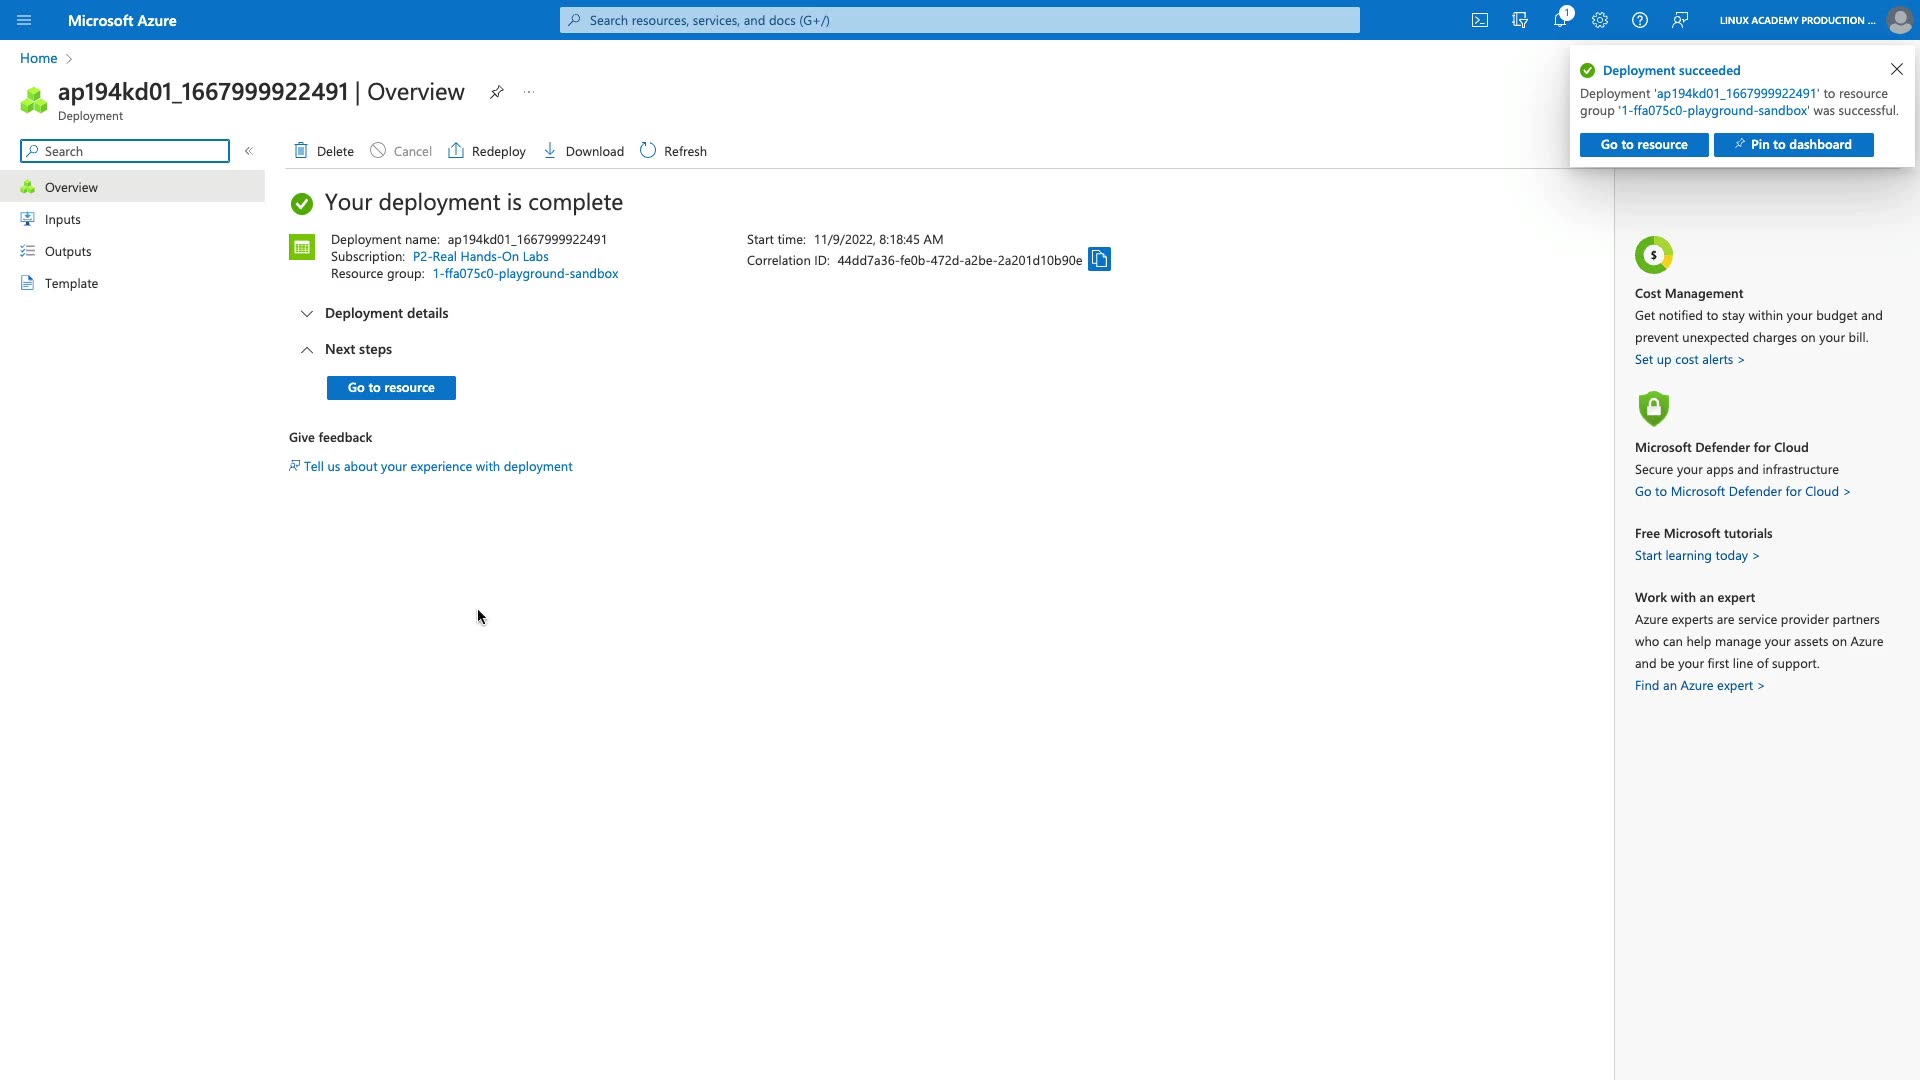 Microsoft Azure
Search resources, services, and docs (G+/)
1
LINUX ACADEMY PRODUCTION ...
Home
ap194kd01_1667999922491 | Overview
...
Deployment
Search
«
Delete
Cancel
Redeploy
Download
Refresh
Overview
Inputs
Outputs
Template
Your deployment is complete
Deployment name: ap194kd01_1667999922491
Subscription: P2-Real Hands-On Labs
Resource group: 1-ffa075c0-playground-sandbox
Start time: 11/9/2022, 8:18:45 AM
Correlation ID: 44dd7a36-fe0b-472d-a2be-2a201d10b90e
Deployment details
Next steps
Go to resource
Give feedback
Tell us about your experience with deployment
Deployment succeeded
Deployment 'ap194kd01_1667999922491' to resource
group '1-ffa075c0-playground-sandbox' was successful.
Go to resource
Pin to dashboard
$
Cost Management
Get notified to stay within your budget and
prevent unexpected charges on your bill.
Set up cost alerts >
Microsoft Defender for Cloud
Secure your apps and infrastructure
Go to Microsoft Defender for Cloud >
Free Microsoft tutorials
Start learning today >
Work with an expert
Azure experts are service provider partners
who can help manage your assets on Azure
and be your first line of support.
Find an Azure expert >